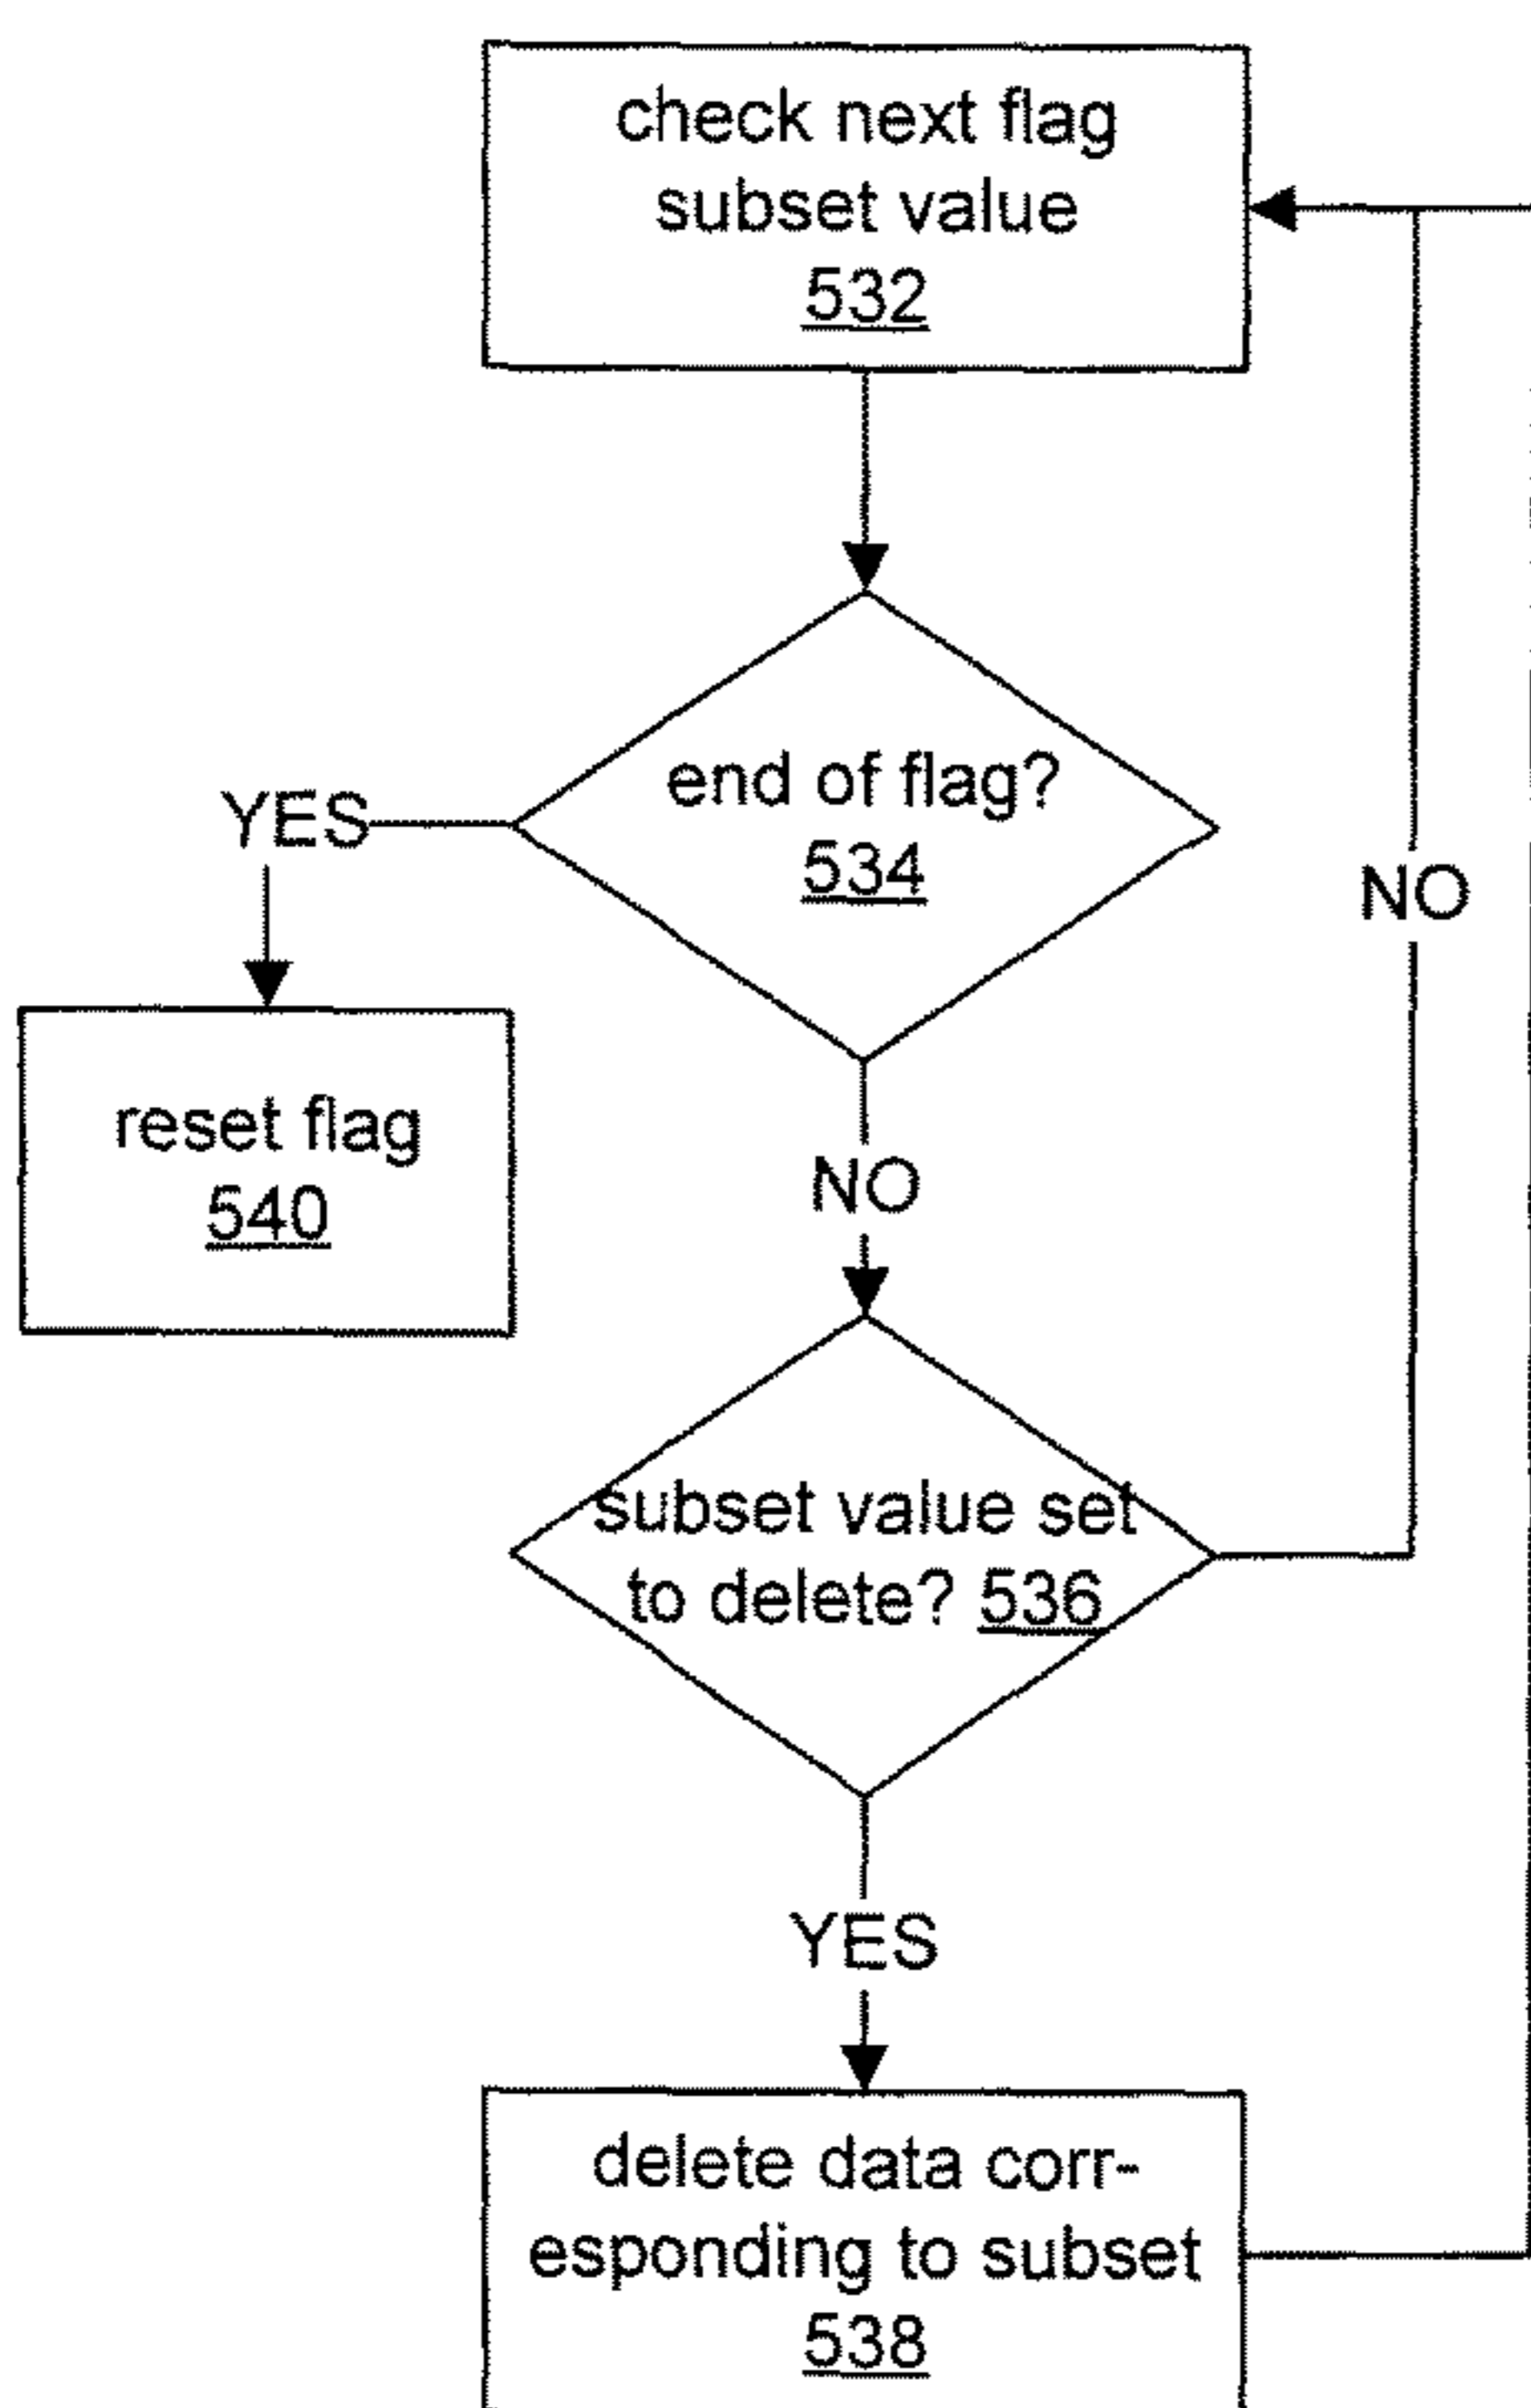 check next flag
subset value
532
end of flag?
534
YES
NO
reset flag
540
NO
subset value set
to delete? 536
YES
delete data corr-
esponding to subset
538